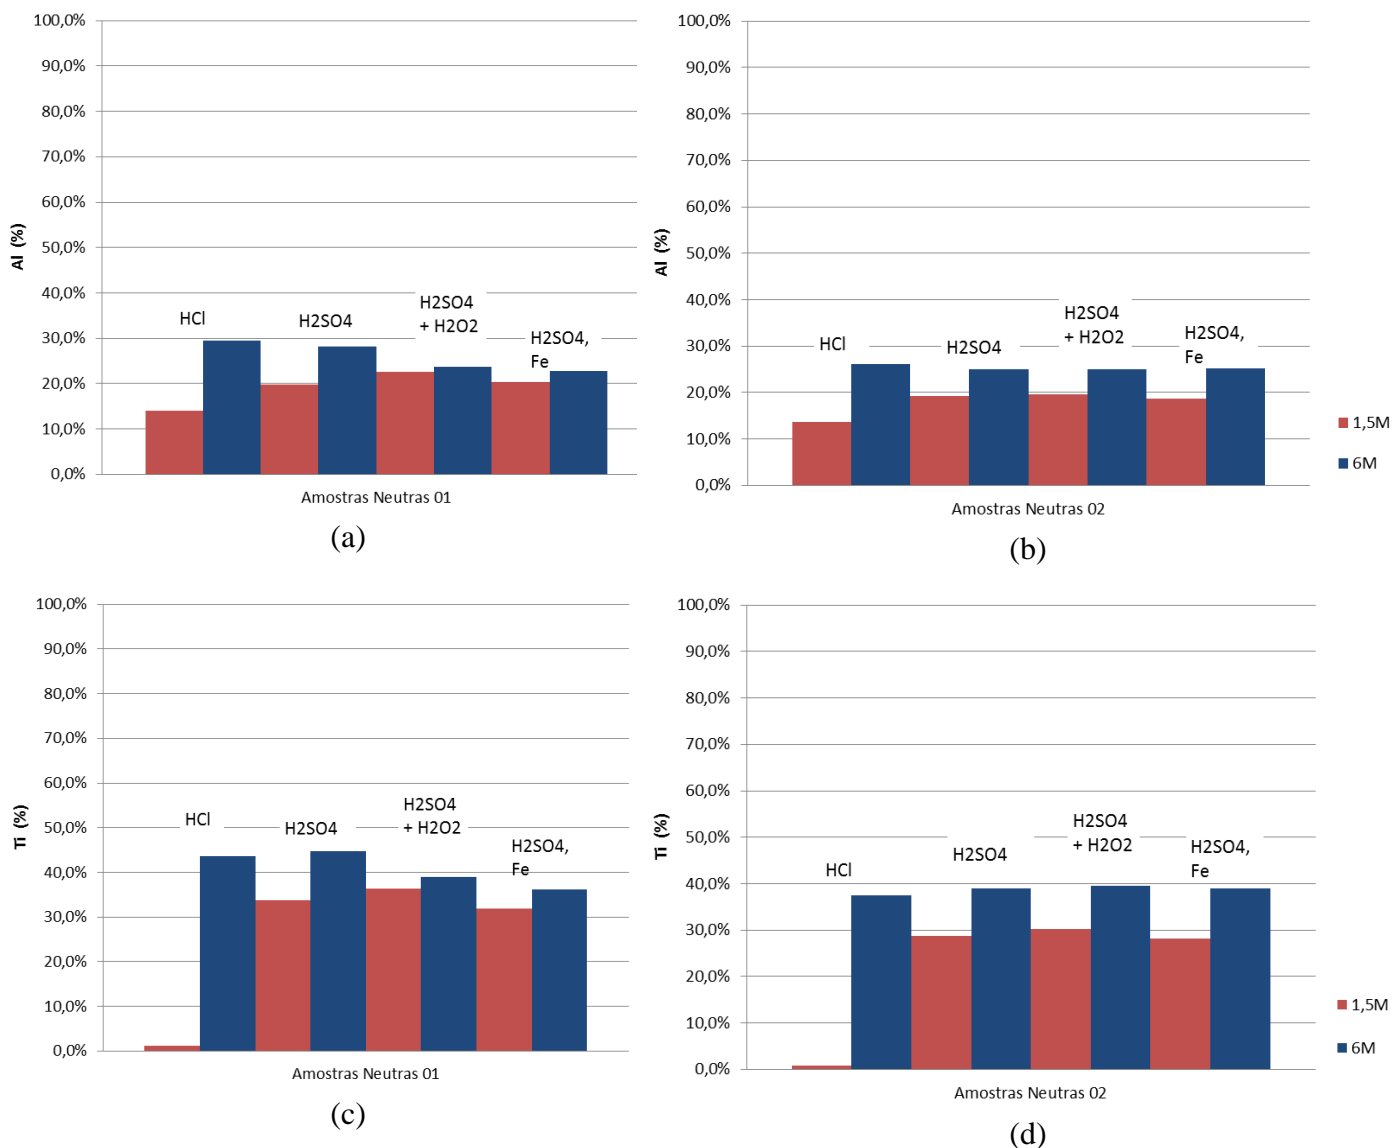 100,0%
90,0%
80,0%
70,0%
60,0%
50,0%
40,0%
30,0%
20,0%
10,0%
0,0%
Al (%)
HCl
H2SO4
H2SO4
+ H2O2
H2SO4,
Fe
Amostras Neutras 01
(a)
100,0%
90,0%
80,0%
70,0%
60,0%
50,0%
40,0%
30,0%
20,0%
10,0%
0,0%
Al (%)
HCl
H2SO4
H2SO4
+ H2O2
H2SO4,
Fe
Amostras Neutras 02
1,5M
6M
(b)
100,0%
90,0%
80,0%
70,0%
60,0%
50,0%
40,0%
30,0%
20,0%
10,0%
0,0%
Ti (%)
HCl
H2SO4
H2SO4
+ H2O2
H2SO4,
Fe
Amostras Neutras 01
(c)
100,0%
90,0%
80,0%
70,0%
60,0%
50,0%
40,0%
30,0%
20,0%
10,0%
0,0%
Ti (%)
HCl
H2SO4
H2SO4
+ H2O2
H2SO4,
Fe
Amostras Neutras 02
1,5M
6M
(d)